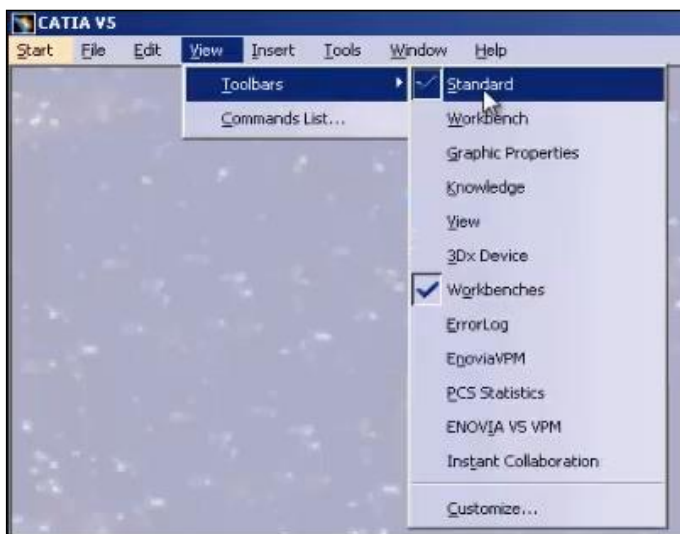 CATIA V5
Start File Edit View Insert Tools Window Help
Toolbars
Commands List...
Standard
Workbench
Graphic Properties
Knowledge
View
3Dx Device
Workbenches
ErrorLog
EnoviaVPM
PCS Statistics
ENOVIA V5 VPM
Instant Collaboration
Customize...